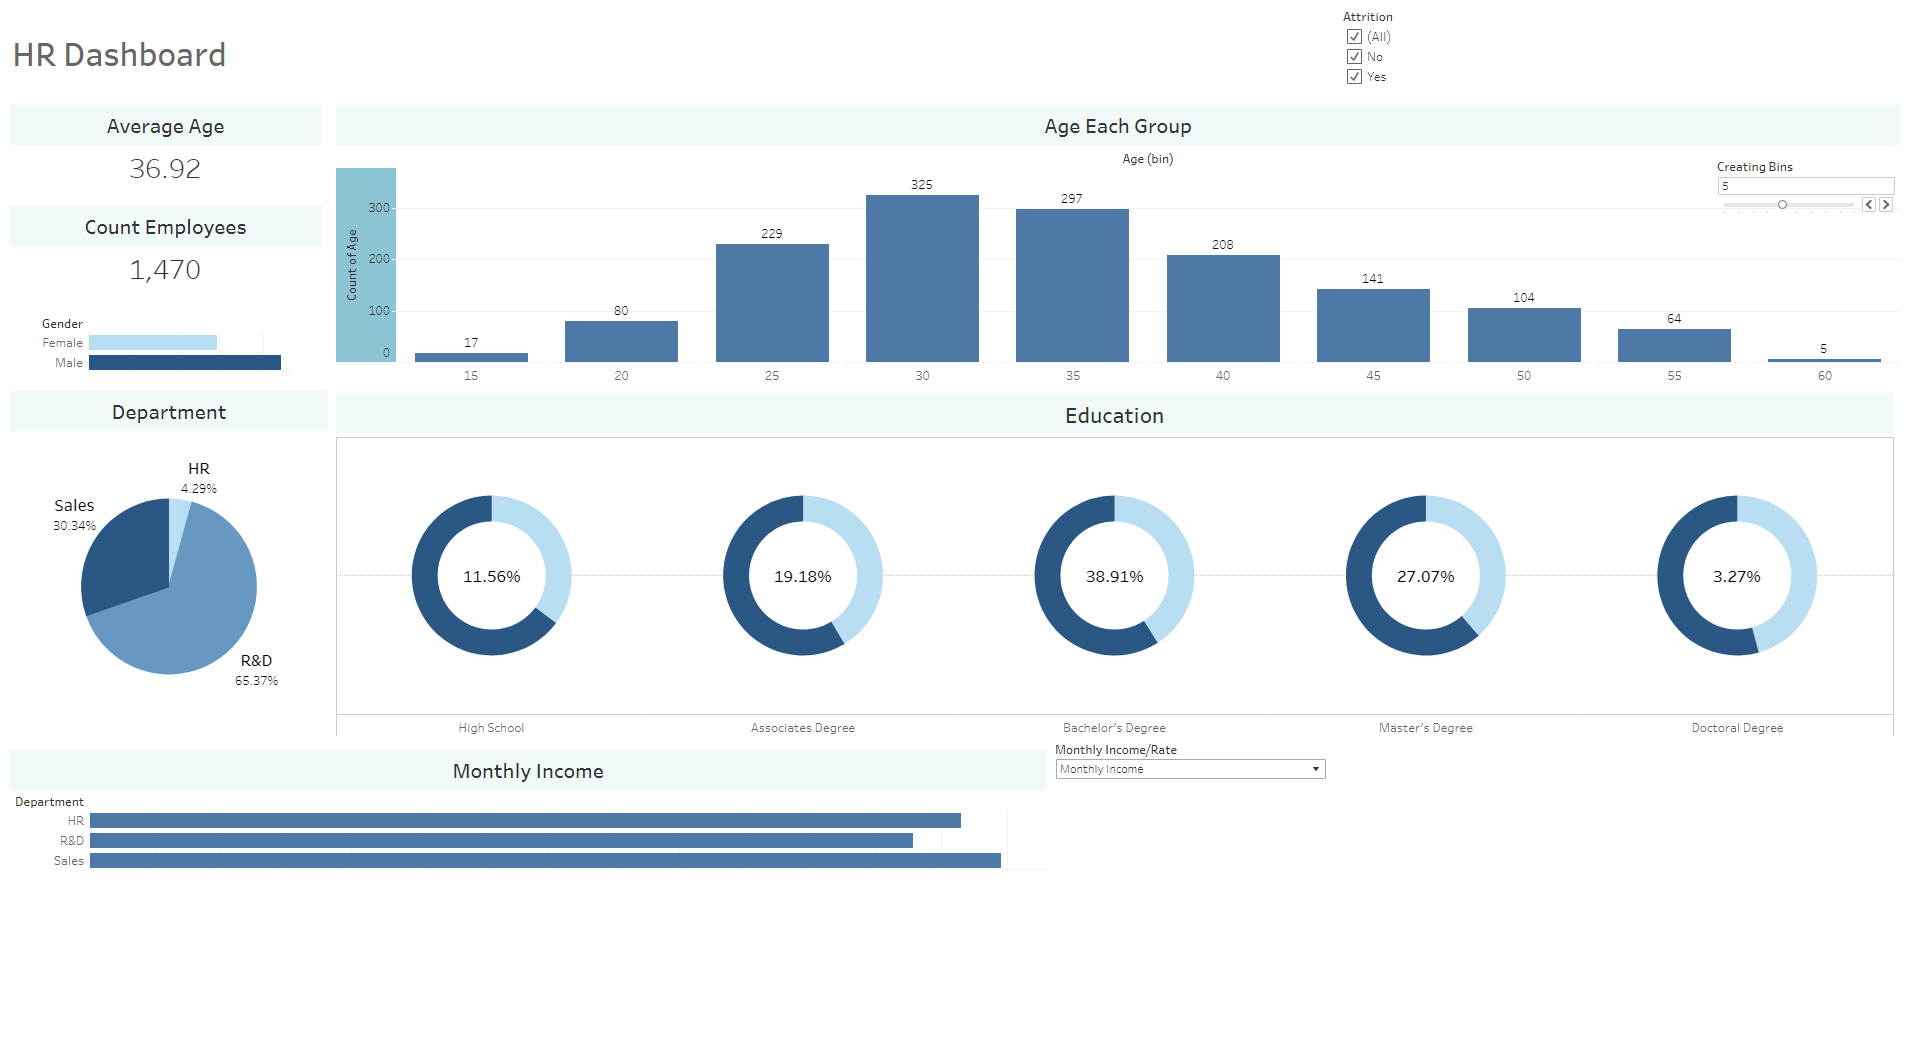 HR Dashboard
Attrition
(All)
No
Yes
Average Age
36.92
Count Employees
1,470
Gender
Female
Male
Age Each Group
Age (bin)
Creating Bins
5
Count of Age
300
200
100
0
17
80
229
325
297
208
141
104
64
5
15
20
25
30
35
40
45
50
55
60
Department
HR
4.29%
Sales
30.34%
R&D
65.37%
Education
11.56%
19.18%
38.91%
27.07%
3.27%
High School
Associates Degree
Bachelor's Degree
Master's Degree
Doctoral Degree
Monthly Income
Monthly Income/Rate
Monthly Income
Department
HR
R&D
Sales